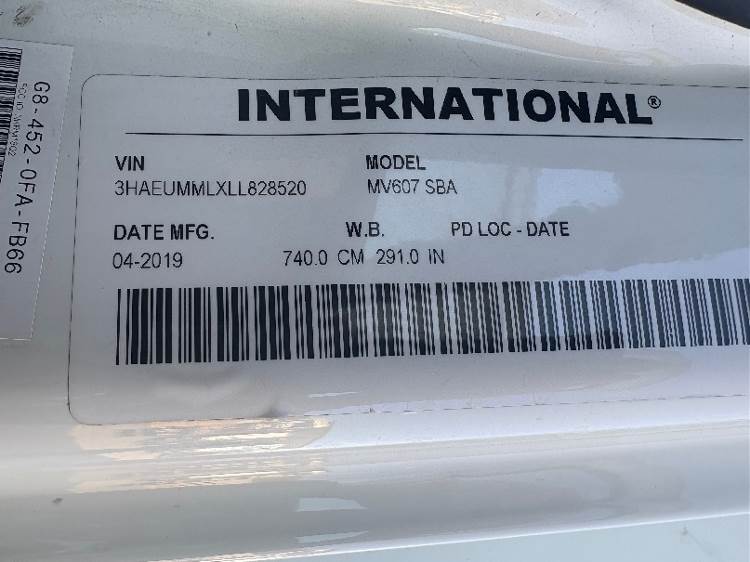 INTERNATIONAL®
VIN MODEL
3HAEUMMLXLL828520 MV607 SBA
DATE MFG. W.B. PD LOC - DATE
04-2019 740.0 CM 291.0 IN
G8-452-0FA-FB66